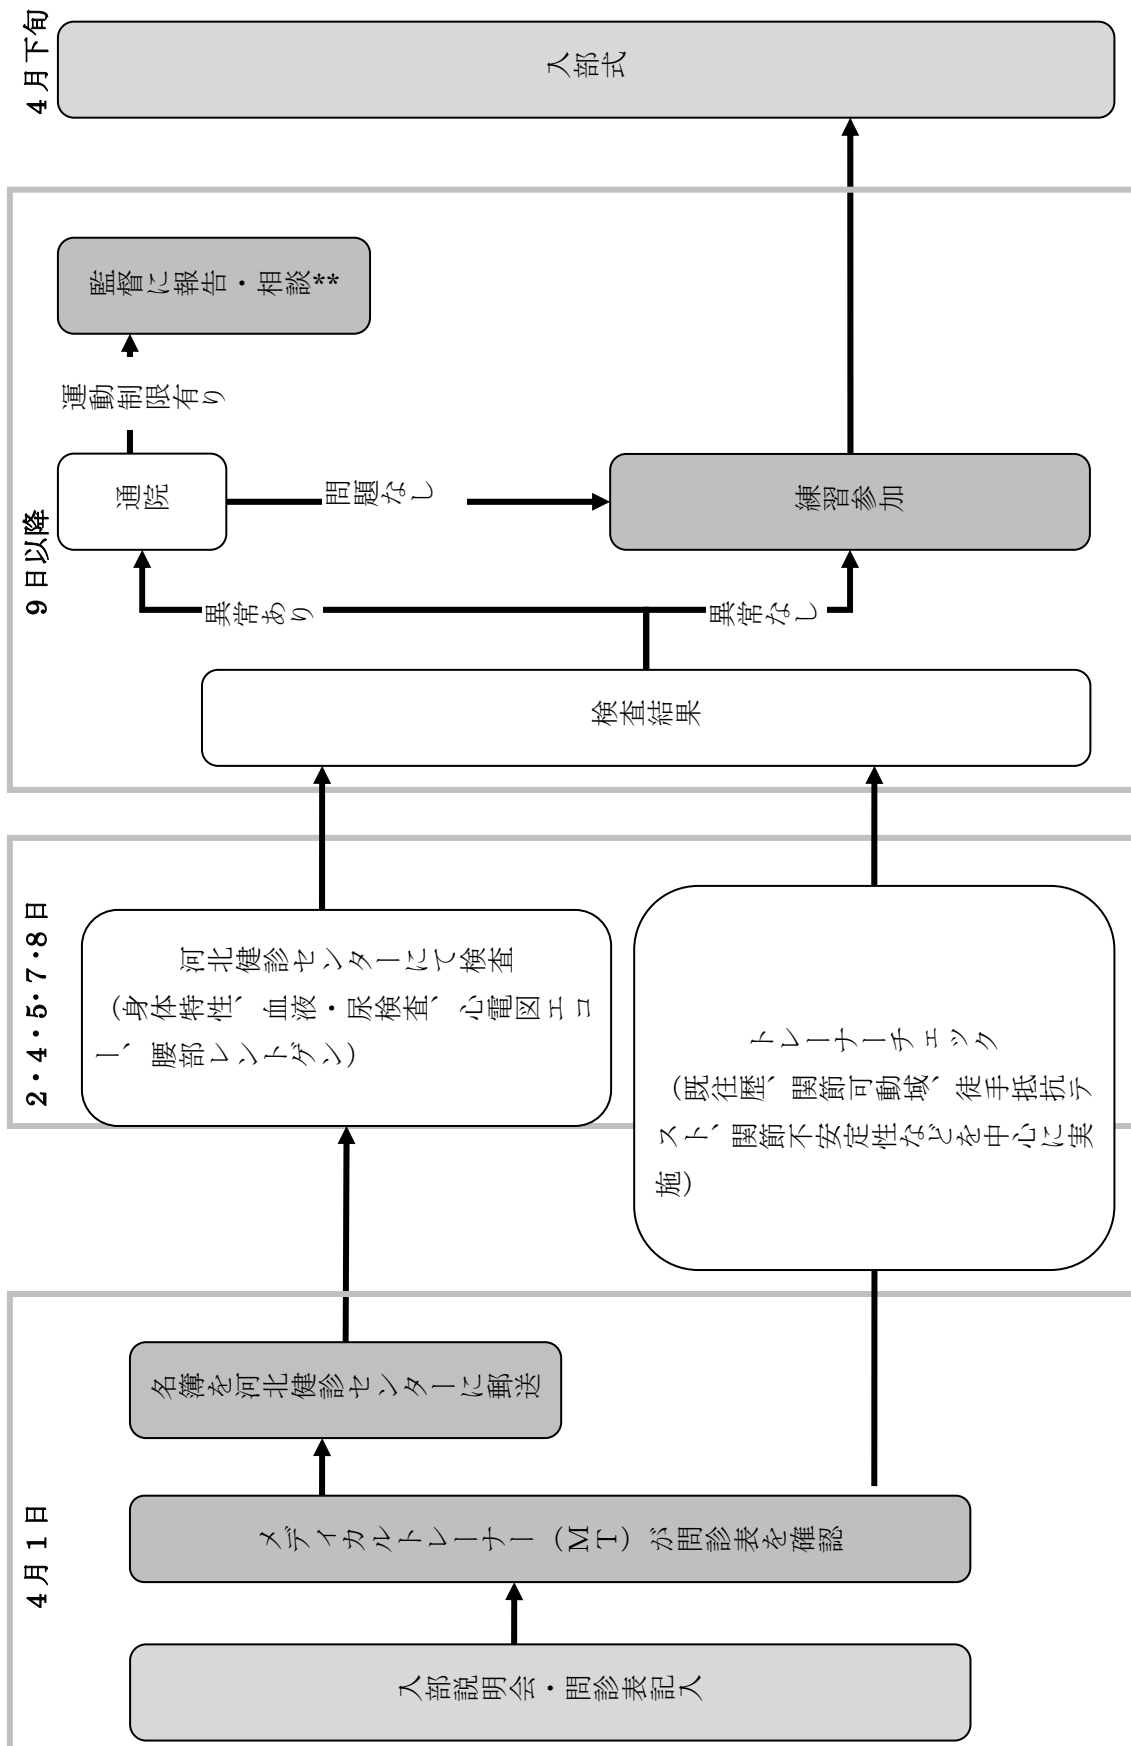 4月1日
入部説明会・問診表記入
メディカルトレーナー（MT）が問診表を確認
名簿を河北健診センターに郵送
2・4・5・7・8日
河北健診センターにて検査
（身体特性、血液・尿検査、心電図エコ
ー、腰部レントゲン）
トレーナーチェック
（既往歴、関節可動域、徒手抵抗テ
スト、関節不安定性などを中心に実
施）
9日以降
検査結果
異常あり
異常なし
通院
問題なし
練習参加
運動制限有り
監督に報告・相談**
4月下旬
入部式